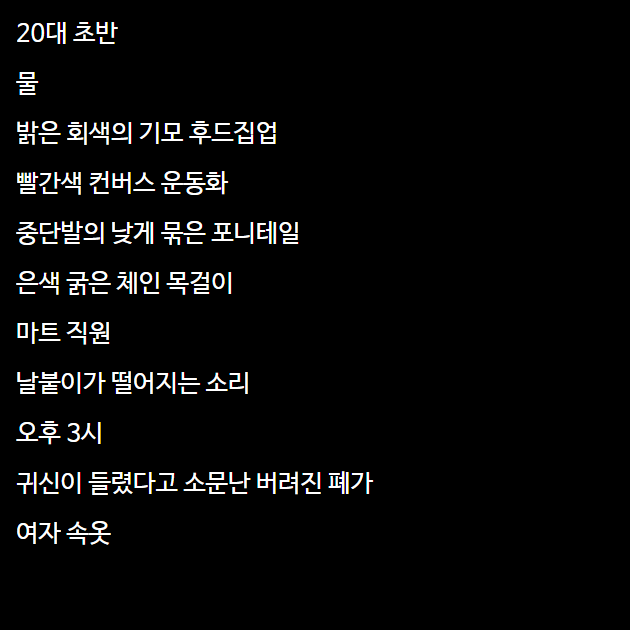 20대 초반
물
밝은 회색의 기모 후드집업
빨간색 컨버스 운동화
중단발의 낮게 묶은 포니테일
은색 굵은 체인 목걸이
마트 직원
날붙이가 떨어지는 소리
오후 3시
귀신이 들렸다고 소문난 버려진 폐가
여자 속옷